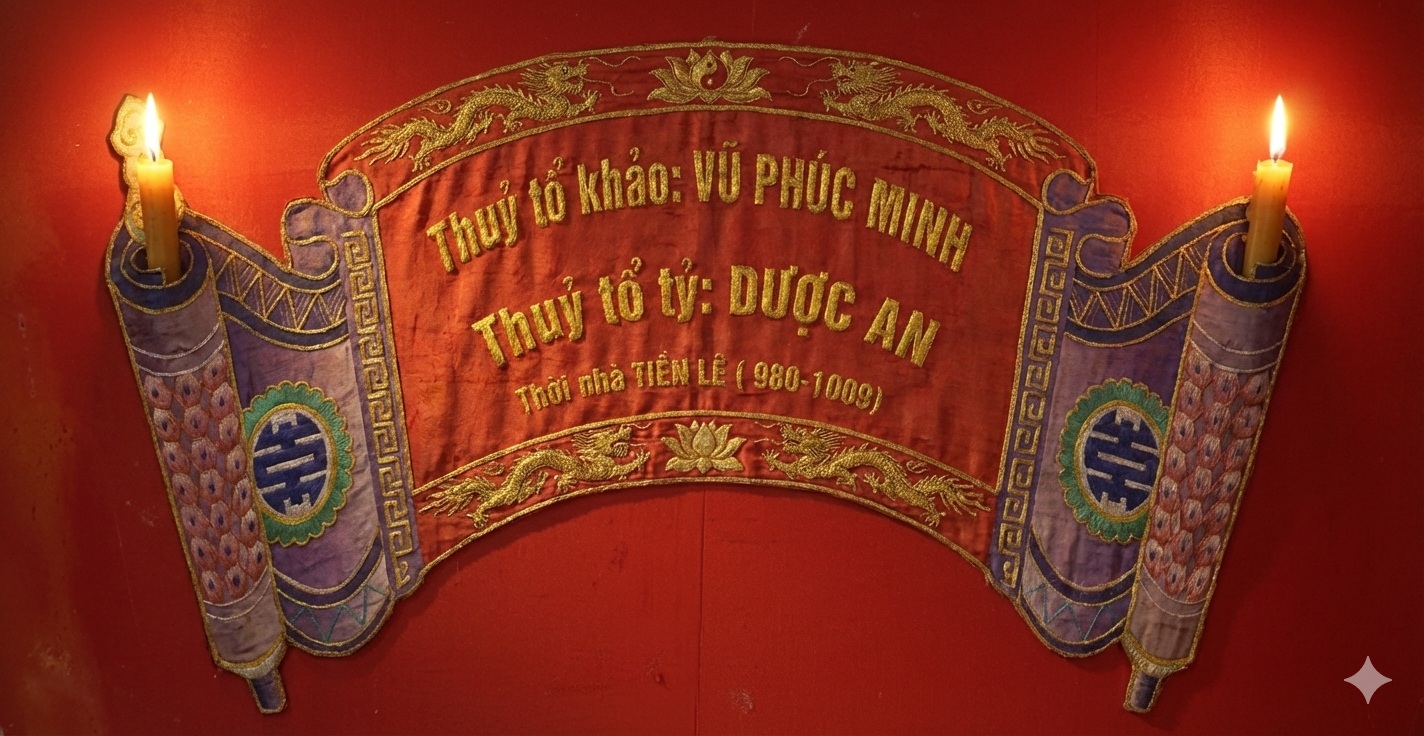 Thuỷ tổ khảo: VŨ PHÚC MINH
Thuỷ tổ tỷ: DƯỢC AN
Thời nhà TIỀN LÊ ( 980-1009)